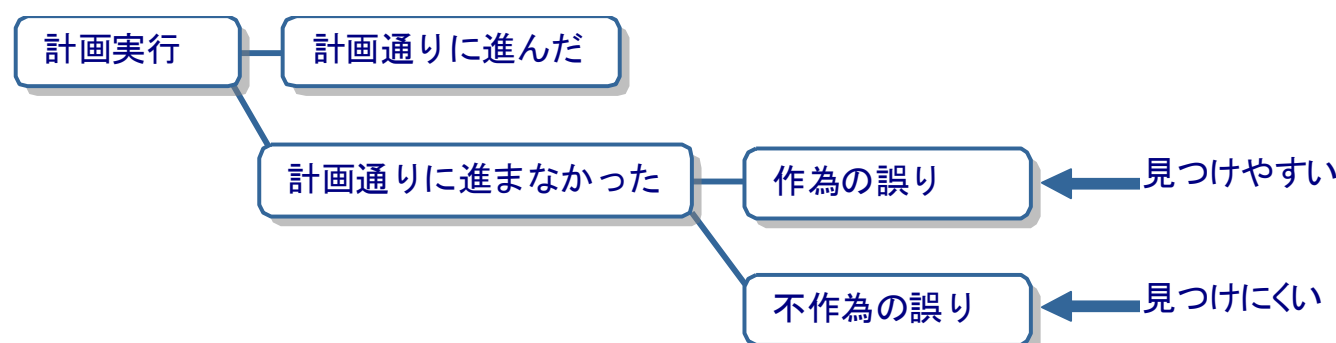 計画実行
計画通りに進んだ
計画通りに進まなかった
作為の誤り
見つけやすい
不作為の誤り
見つけにくい